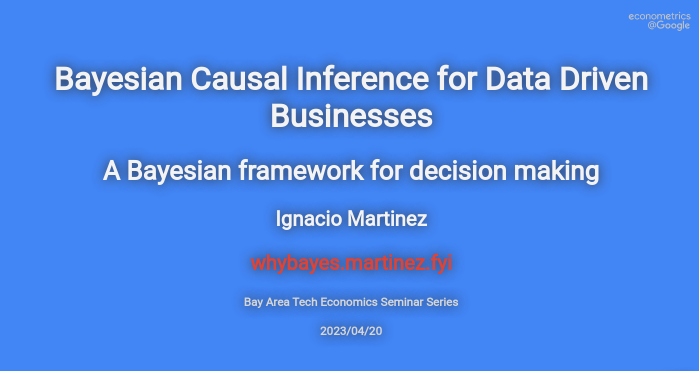 econometrics
@Google
Bayesian Causal Inference for Data Driven
Businesses
A Bayesian framework for decision making
Ignacio Martinez
whybayes.martinez.fyi
Bay Area Tech Economics Seminar Series
2023/04/20